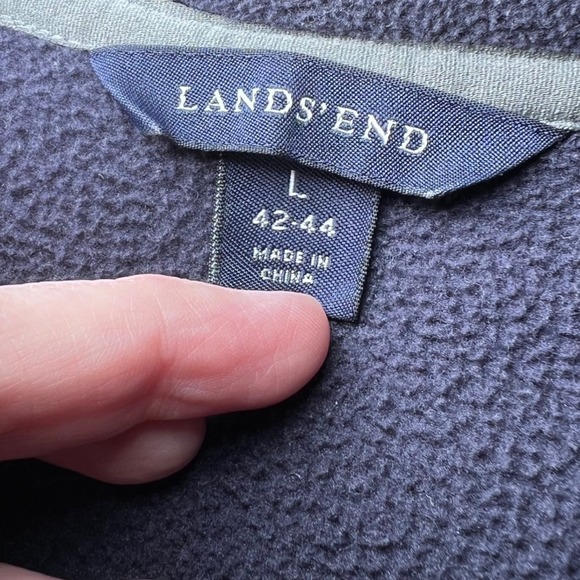 LANDS' END
L
42-44
MADE IN
CHINA